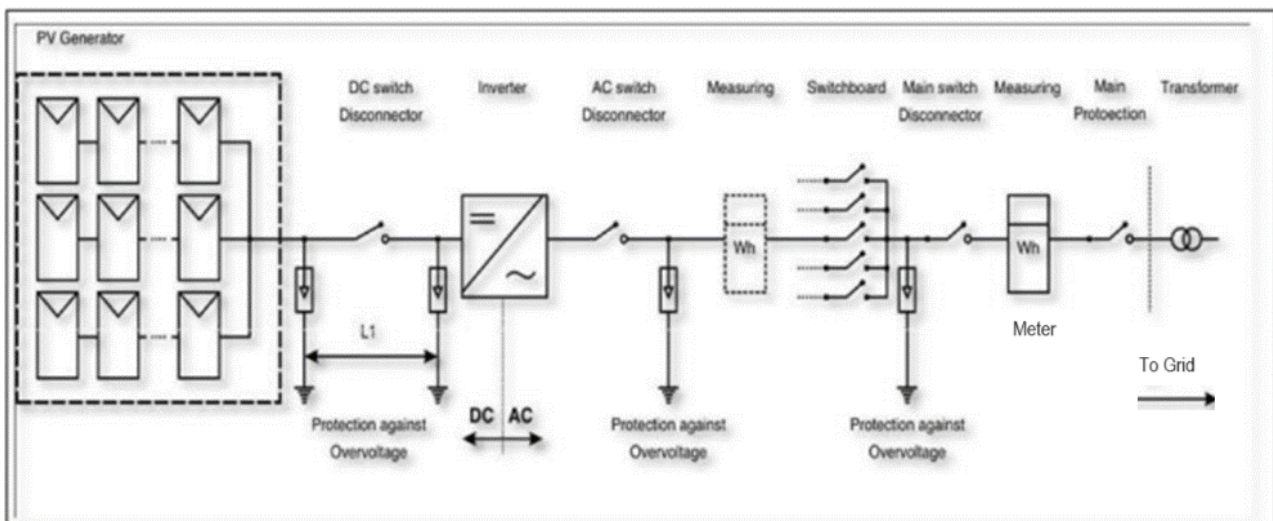 PV Generator
DC switch
Disconnector
Inverter
AC switch
Disconnector
Measuring
Switchboard
Main switch
Disconnector
Measuring
Main
Protoection
Transformer
Wh
Wh
L1
Meter
To Grid
DC AC
Protection against
Overvoltage
Protection against
Overvoltage
Protection against
Overvoltage